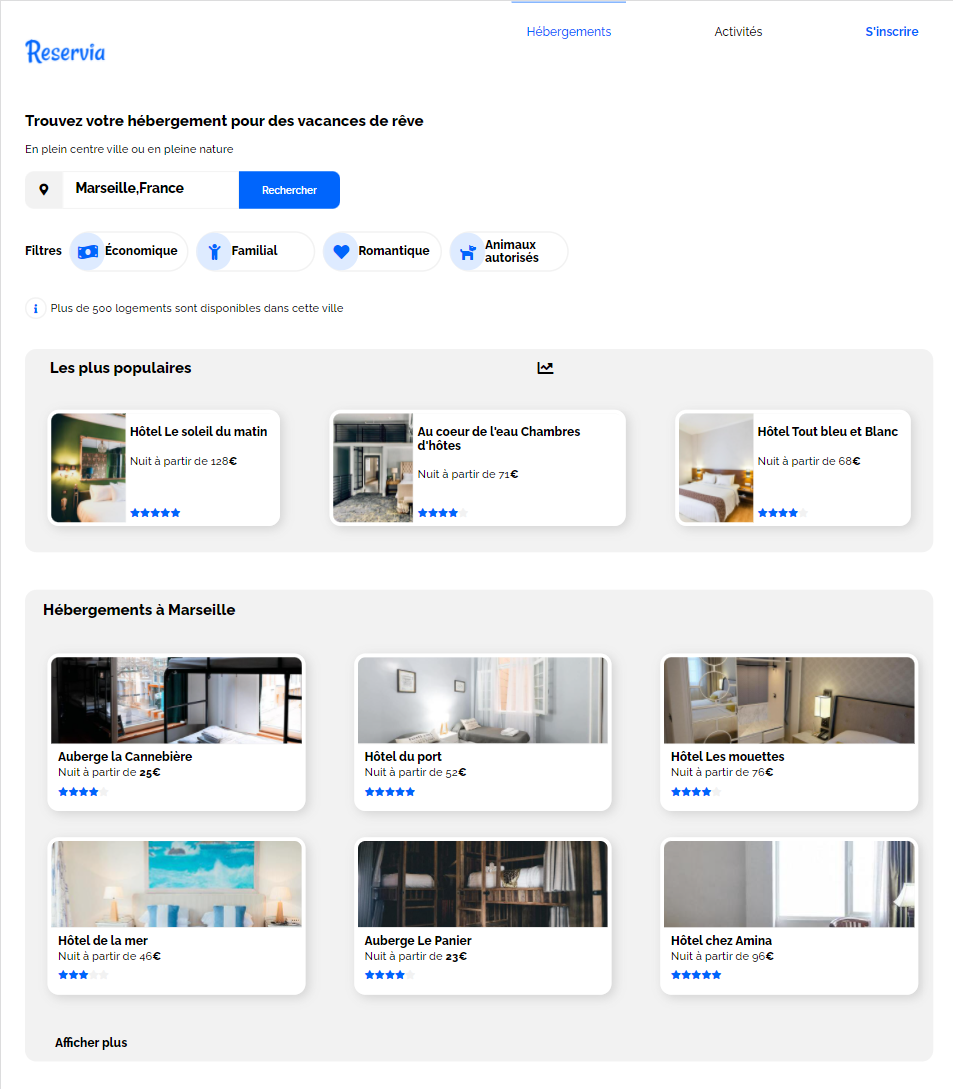 Hébergements
Activités
S'inscrire
Reservia
Trouvez votre hébergement pour des vacances de rêve
En plein centre ville ou en pleine nature
Marseille,France
Rechercher
Filtres
Économique
Familial
Romantique
Animaux
autorisés
i
Plus de 500 logements sont disponibles dans cette ville
Les plus populaires
Hôtel Le soleil du matin
Nuit à partir de 128€
Au coeur de l'eau Chambres
d'hôtes
Nuit à partir de 71€
Hôtel Tout bleu et Blanc
Nuit à partir de 68€
Hébergements à Marseille
Auberge la Cannebière
Nuit à partir de 25€
Hôtel du port
Nuit à partir de 52€
Hôtel Les mouettes
Nuit à partir de 76€
Hôtel de la mer
Nuit à partir de 46€
Auberge Le Panier
Nuit à partir de 23€
Hôtel chez Amina
Nuit à partir de 96€
Afficher plus